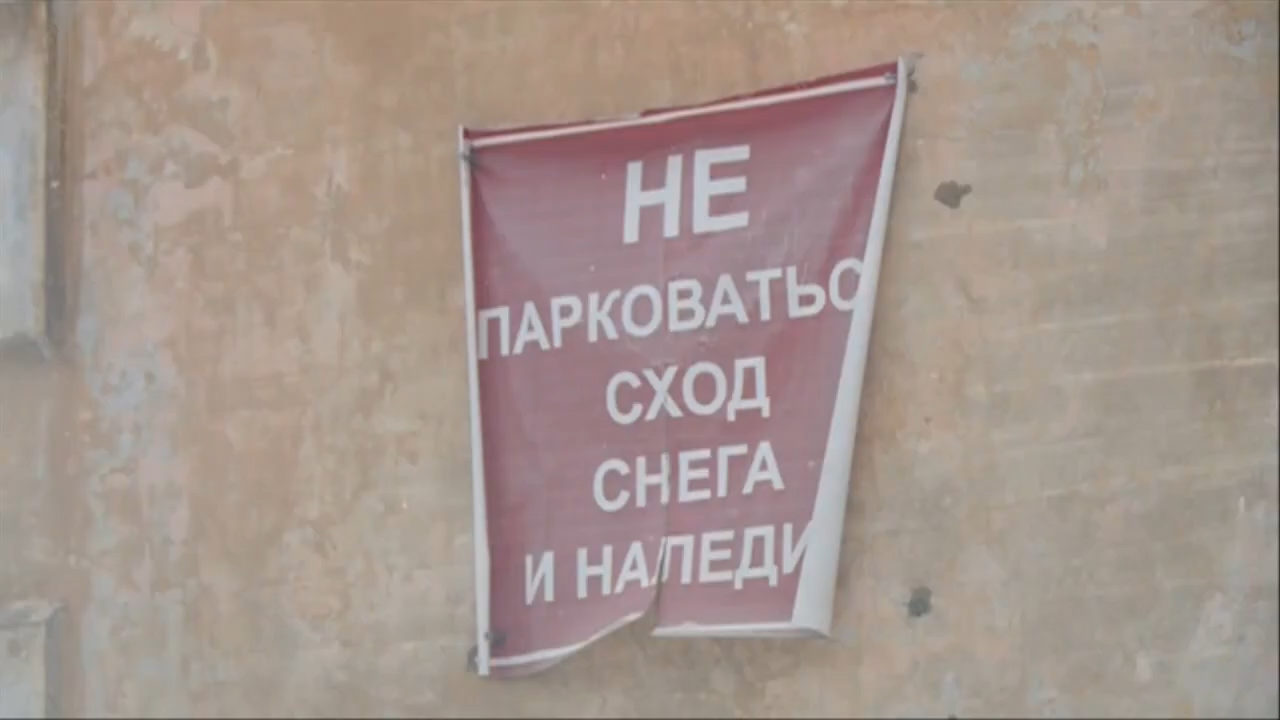 НЕ
ПАРКОВАТЬС
СХОД
СНЕГА
И НАЛЕДИ